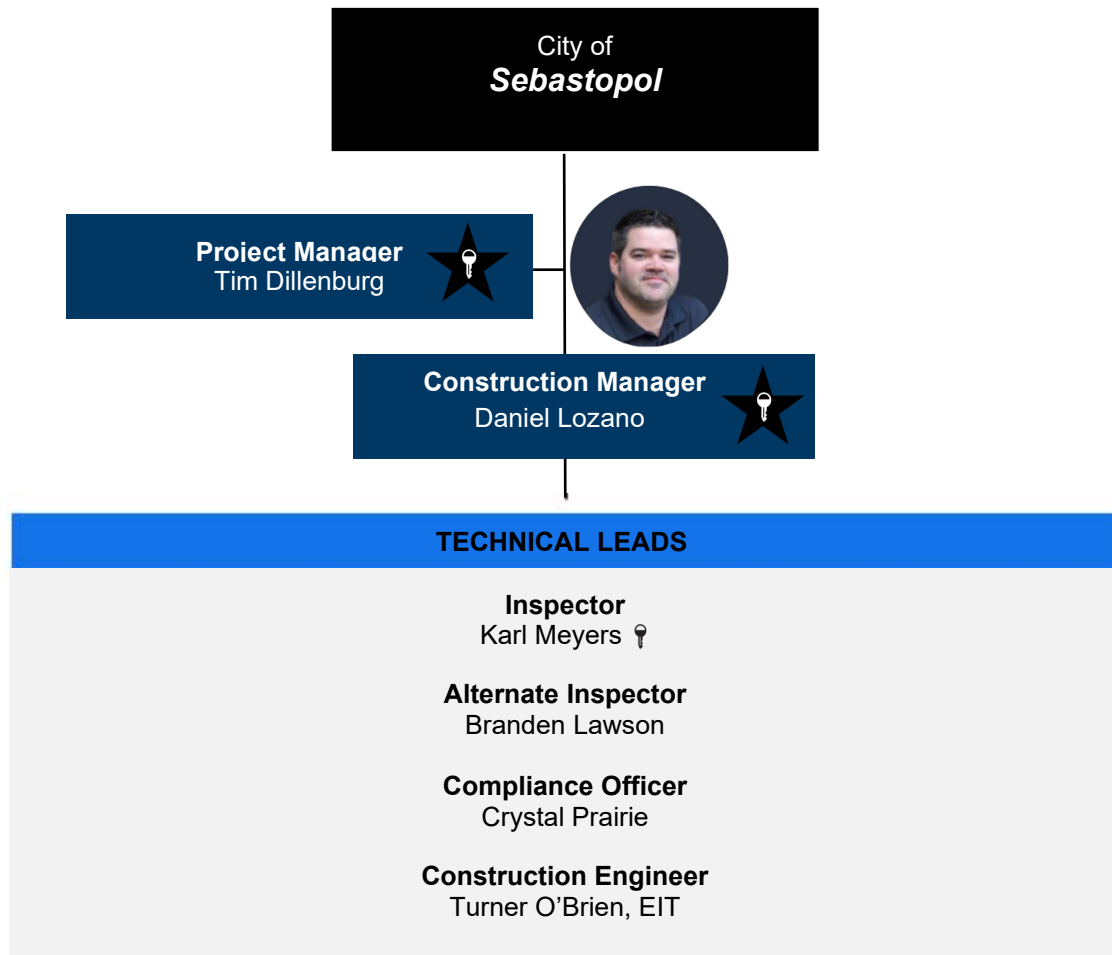 City of
Sebastopol
Project Manager
Tim Dillenburg
Construction Manager
Daniel Lozano
TECHNICAL LEADS
Inspector
Karl Meyers
Alternate Inspector
Branden Lawson
Compliance Officer
Crystal Prairie
Construction Engineer
Turner O’Brien, EIT